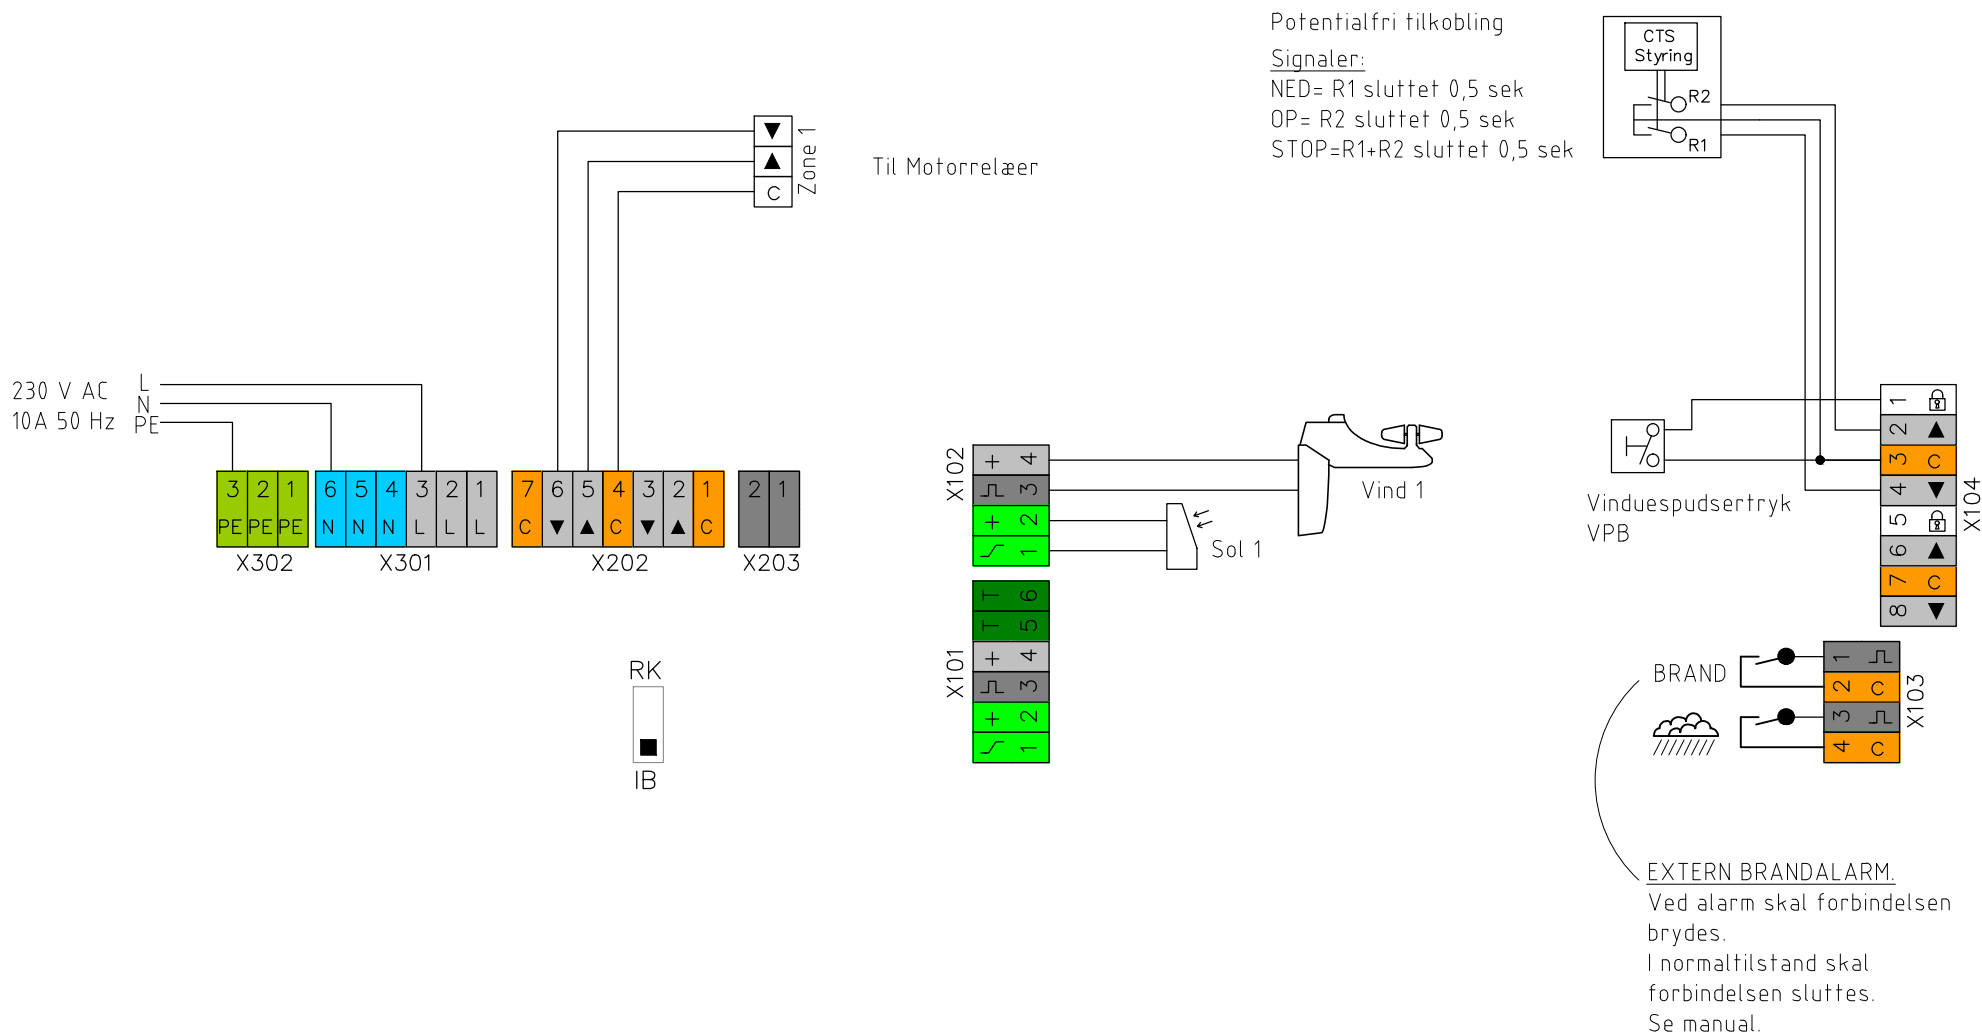 Potentialfri tilkobling
Signaler:
NED= R1 sluttet 0,5 sek
OP= R2 sluttet 0,5 sek
STOP=R1+R2 sluttet 0,5 sek
CTS
Styring
R2
R1
Zone 1
C
Til Motorrelæer
230 V AC
10A 50 Hz
L
N
PE
3 2 1
PE PE PE
X302
6 5 4 3 2 1
N N N L L L
X301
7 6 5 4 3 2 1
C ▼ ▲ C ▼ ▲ C
X202
2 1
X203
RK
IB
X102
+ 4
3
+ 2
1
Vind 1
Sol 1
X101
T 6
T 5
+ 4
3
+ 2
1
Vinduespudsertryk
VPB
1
2 ▲
3 C
4 ▼
5
6 ▲
7 C
8 ▼
X104
BRAND
1
2 C
3
4 C
X103
EXTERN BRANDALARM.
Ved alarm skal forbindelsen
brydes.
I normaltilstand skal
forbindelsen sluttes.
Se manual.